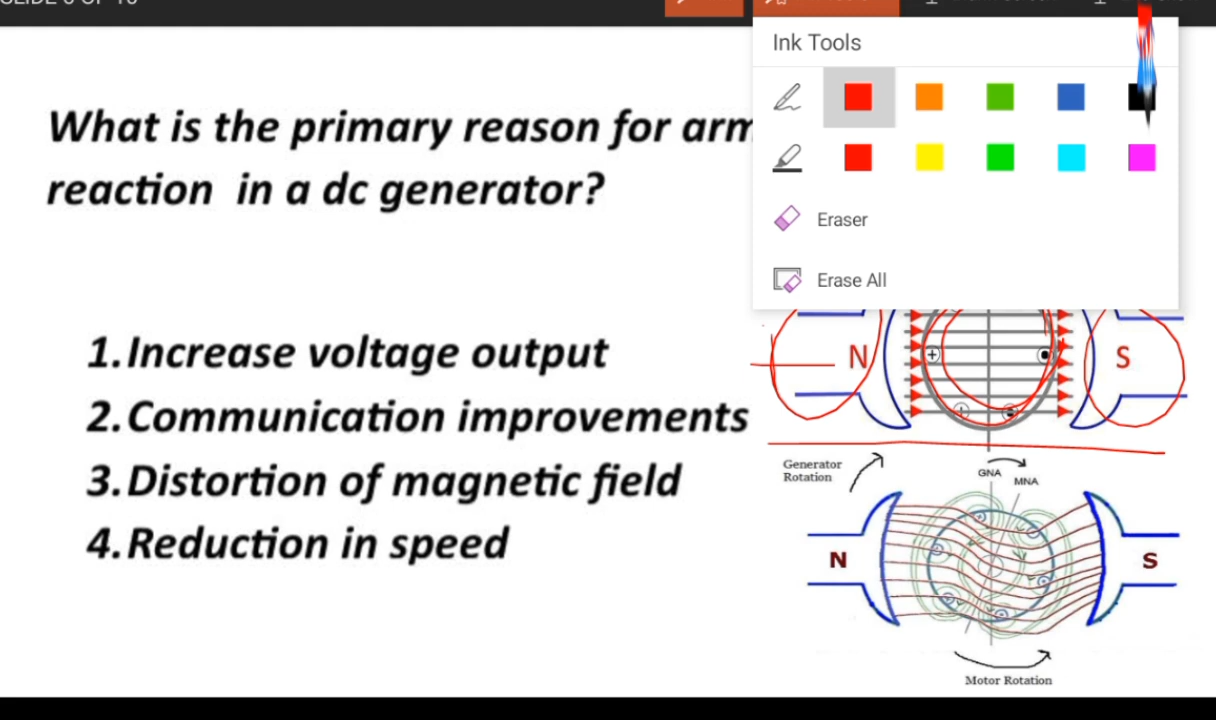 What is the primary reason for arm
reaction in a dc generator?
1.Increase voltage output
2.Communication improvements
3.Distortion of magnetic field
4.Reduction in speed
Ink Tools
Eraser
Erase All
N
S
Generator
Rotation
GNA
MNA
N
S
Motor Rotation